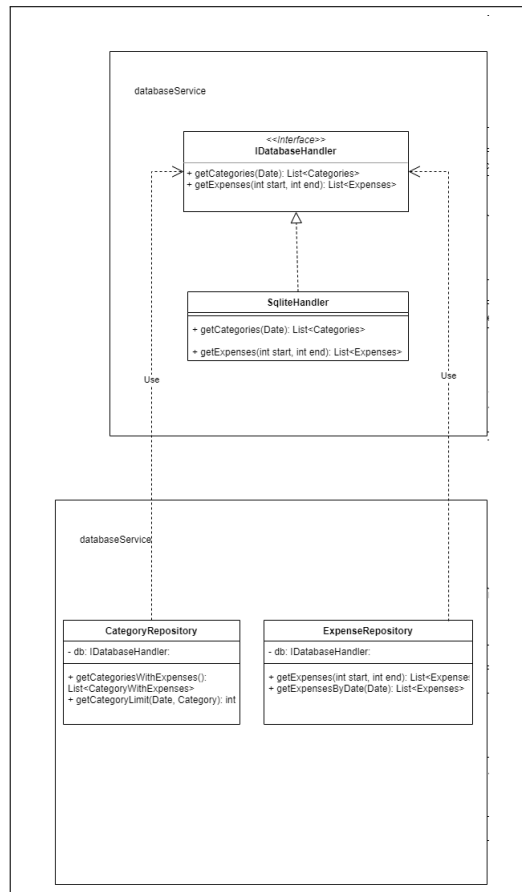 databaseService
<<interface>>
IDatabaseHandler
+ getCategories(Date): List<Categories>
+ getExpenses(int start, int end): List<Expenses>
SqliteHandler
+ getCategories(Date): List<Categories>
+ getExpenses(int start, int end): List<Expenses>
Use
Use
databaseService
CategoryRepository
- db: IDatabaseHandler:
+ getCategoriesWithExpenses():
List<CategoryWithExpenses>
+ getCategoryLimit(Date, Category): int
ExpenseRepository
- db: IDatabaseHandler:
+ getExpenses(int start, int end): List<Expenses
+ getExpensesByDate(Date): List<Expenses>